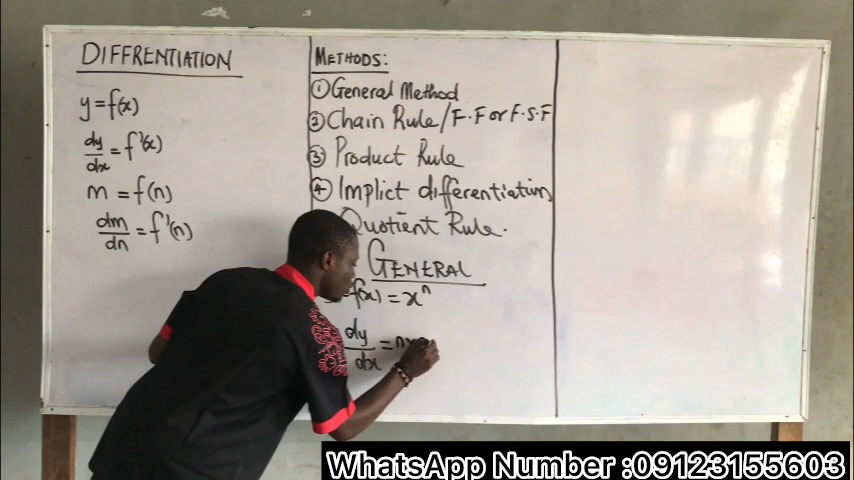 DIFFRENTIATION
y = f(x)
dy/dx = f'(x)
m = f(n)
dm/dn = f'(n)
METHODS:
① General Method
② Chain Rule/F.F or F.S.F
③ Product Rule
④ Implict differentiation
Quotient Rule.
GENERAL
f(x) = x^n
dy/dx = nx
WhatsApp Number :09123155603